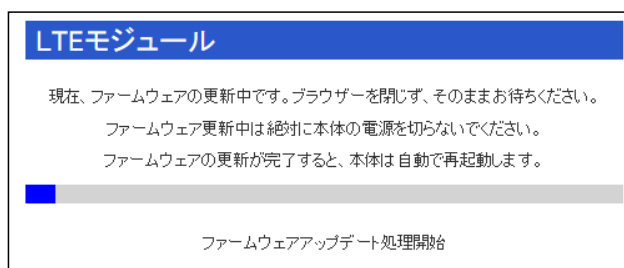 LTEモジュール
現在、ファームウェアの更新中です。ブラウザーを閉じず、そのままお待ちください。
ファームウェア更新中は絶対に本体の電源を切らないでください。
ファームウェアの更新が完了すると、本体は自動で再起動します。
ファームウェアアップデート処理開始